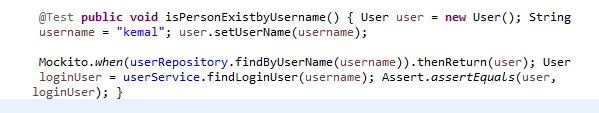 @Test public void isPersonExistbyUsername() { User user = new User(); String
username = "kemal"; user.setUserName(username);
Mockito.when(userRepository.findByUserName(username)).thenReturn(user); User
loginUser = userService.findLoginUser(username); Assert.assertEquals(user,
loginUser); }